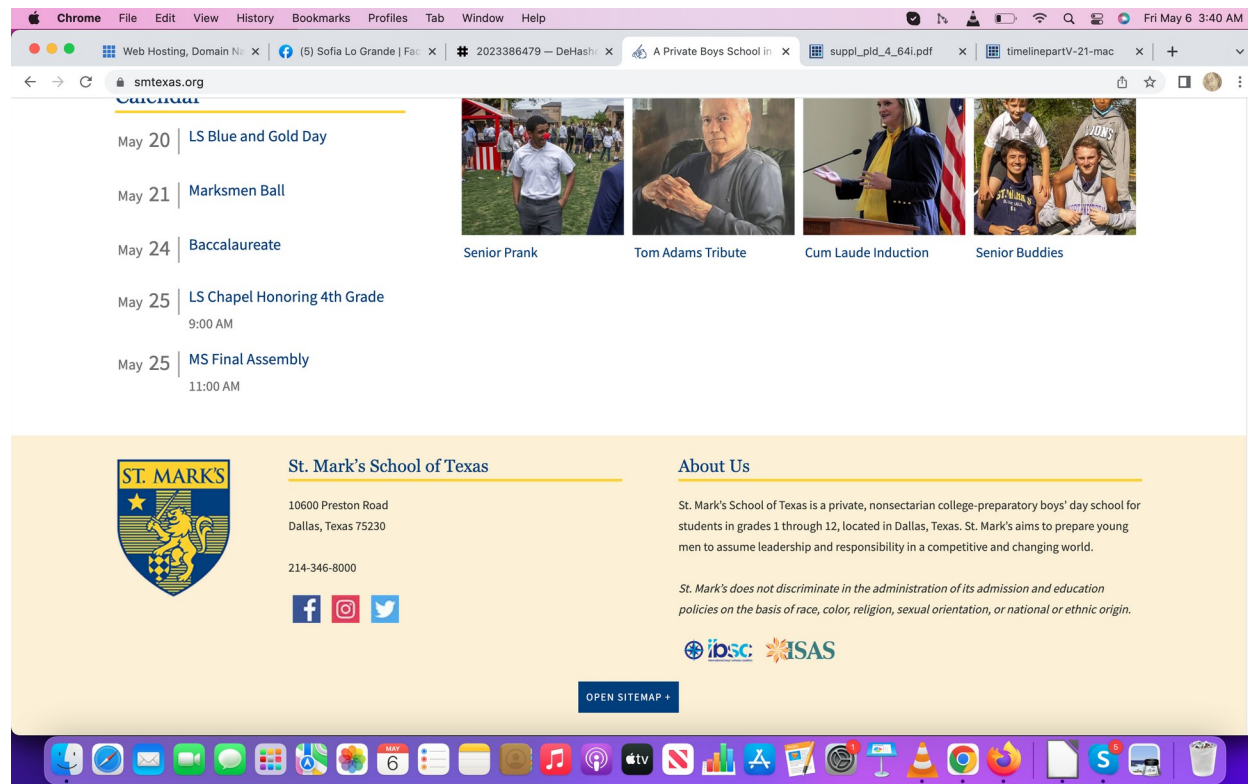 Chrome File Edit View History Bookmarks Profiles Tab Window Help Fri May 6 3:40 AM
Web Hosting, Domain Na (5) Sofia Lo Grande | Fac # 2023386479 — DeHash A Private Boys School in suppl_pld_4_64i.pdf timelinepartV-21-mac
smtexas.org
Calendar
May 20 LS Blue and Gold Day
May 21 Marksmen Ball
May 24 Baccalaureate
May 25 LS Chapel Honoring 4th Grade
9:00 AM
May 25 MS Final Assembly
11:00 AM
Senior Prank Tom Adams Tribute Cum Laude Induction Senior Buddies
ST. MARK'S
St. Mark's School of Texas
10600 Preston Road
Dallas, Texas 75230
214-346-8000
About Us
St. Mark's School of Texas is a private, nonsectarian college-preparatory boys' day school for
students in grades 1 through 12, located in Dallas, Texas. St. Mark's aims to prepare young
men to assume leadership and responsibility in a competitive and changing world.
St. Mark's does not discriminate in the administration of its admission and education
policies on the basis of race, color, religion, sexual orientation, or national or ethnic origin.
ibsc ISAS
OPEN SITEMAP +
MAY
6
tv
1
5